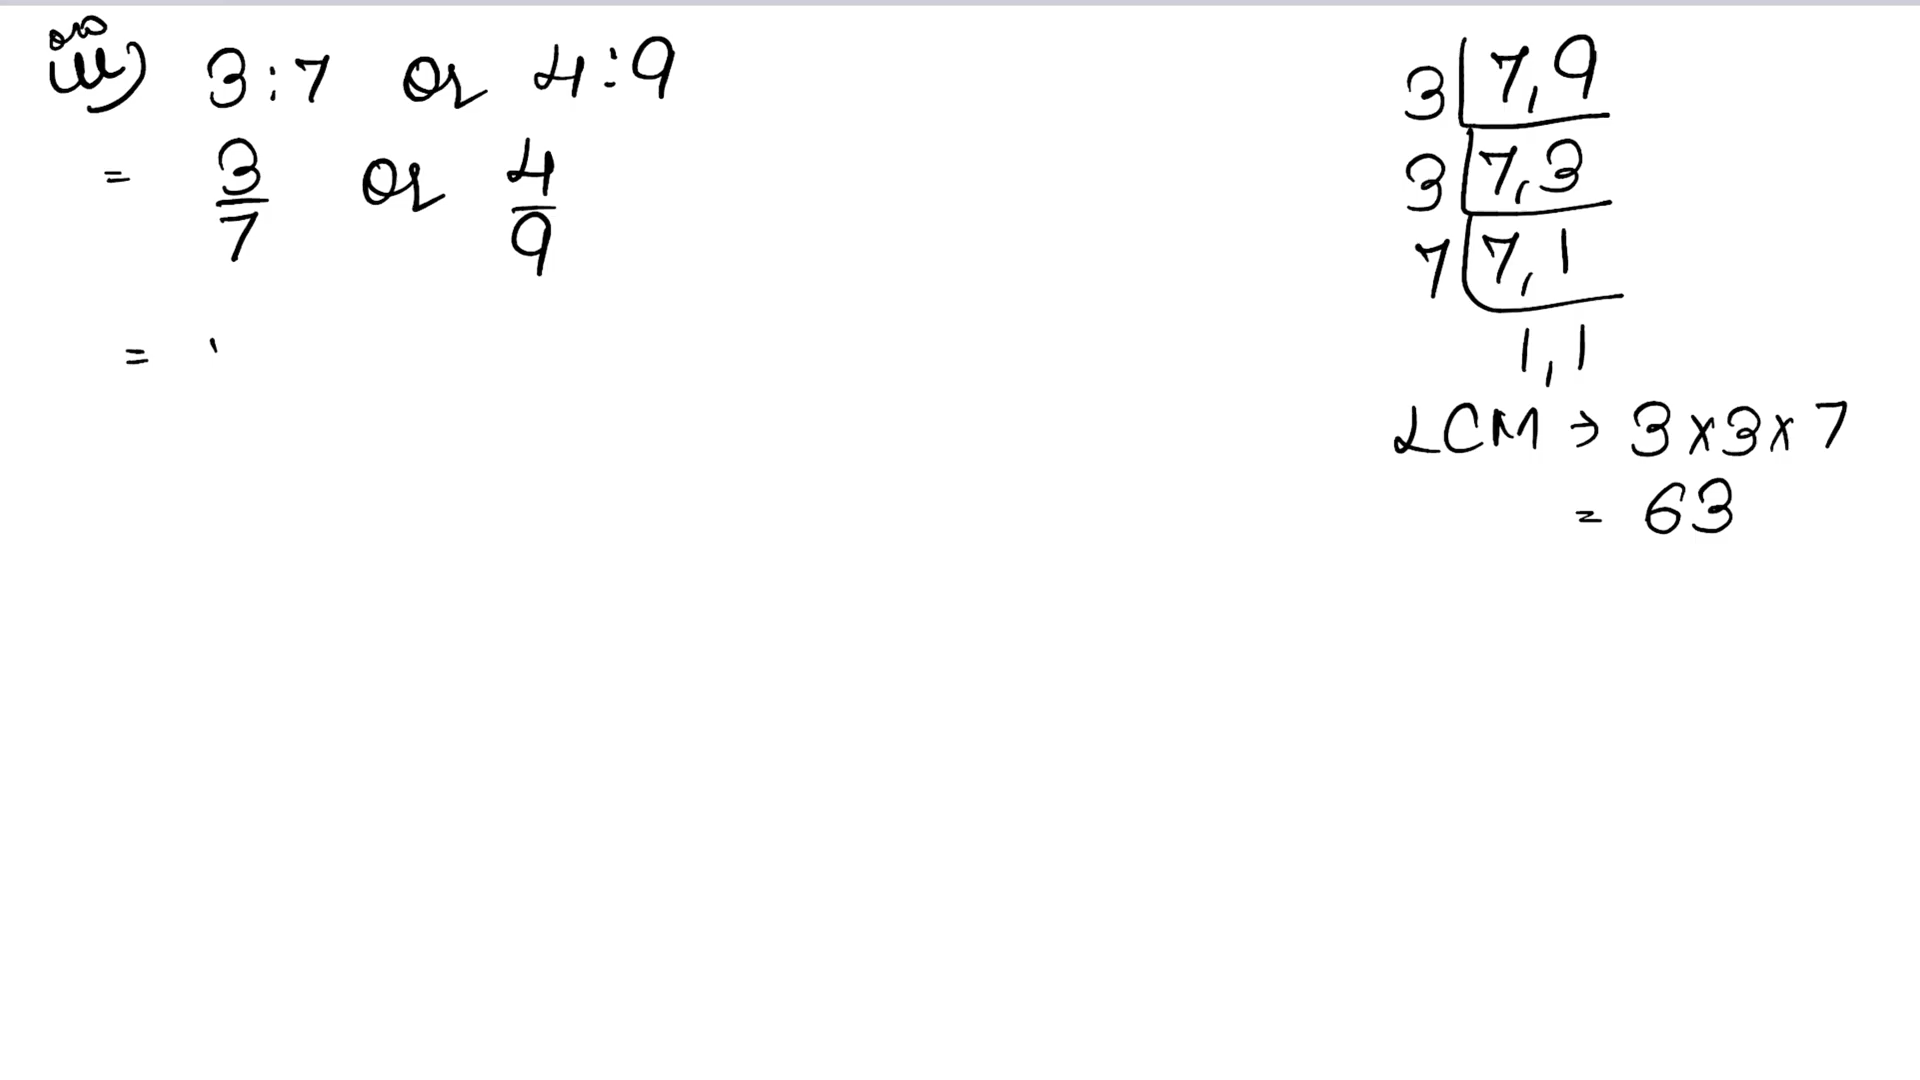 iii) 3:7 or 4:9
= 3/7 or 4/9
=
3 | 7, 9
3 | 7, 3
7 | 7, 1
1, 1
LCM → 3×3×7
= 63